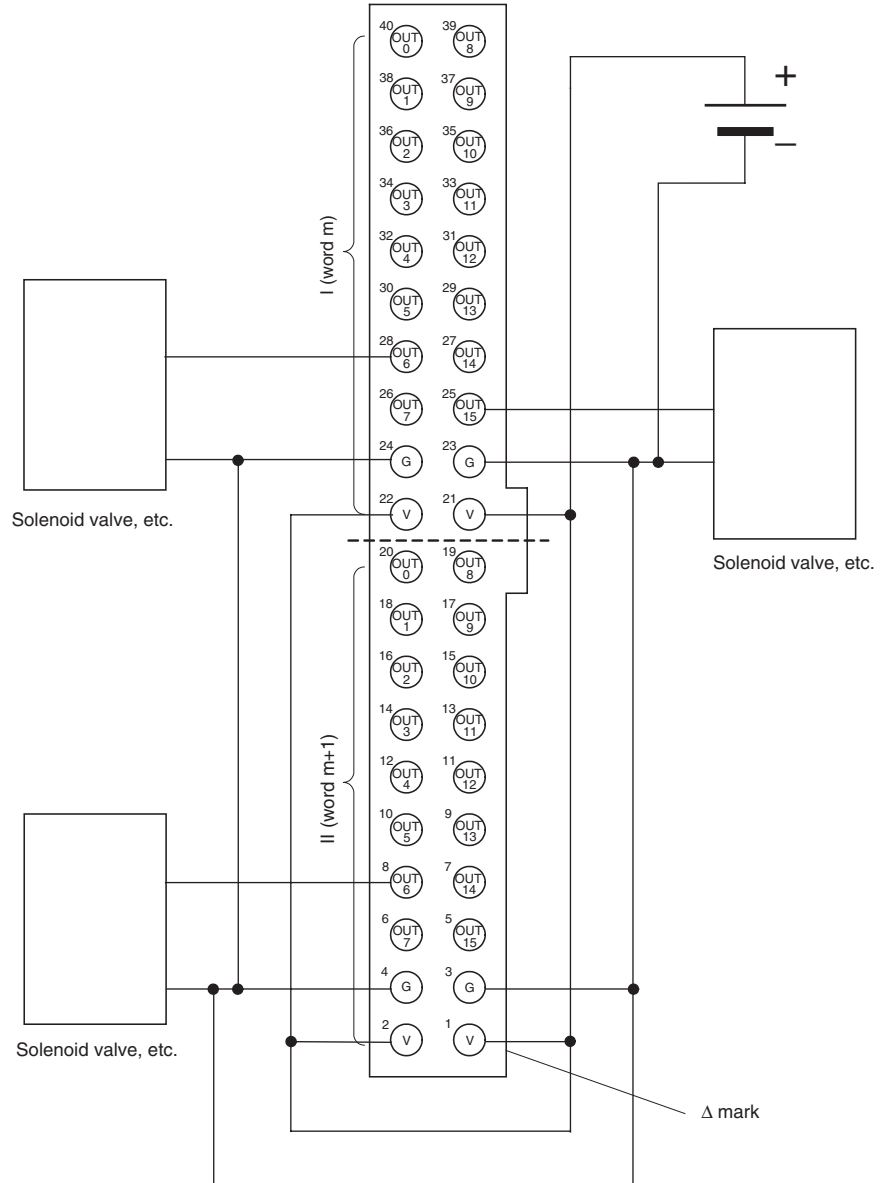 40 OUT 0 39 OUT 8
+
38 OUT 1 37 OUT 9
36 OUT 2 35 OUT 10
−
34 OUT 3 33 OUT 11
I (word m)
32 OUT 4 31 OUT 12
30 OUT 5 29 OUT 13
28 OUT 6 27 OUT 14
26 OUT 7 25 OUT 15
24 G 23 G
22 V 21 V
Solenoid valve, etc.
Solenoid valve, etc.
20 OUT 0 19 OUT 8
18 OUT 1 17 OUT 9
16 OUT 2 15 OUT 10
14 OUT 3 13 OUT 11
II (word m+1)
12 OUT 4 11 OUT 12
10 OUT 5 9 OUT 13
8 OUT 6 7 OUT 14
6 OUT 7 5 OUT 15
4 G 3 G
2 V 1 V
Solenoid valve, etc.
Δ mark